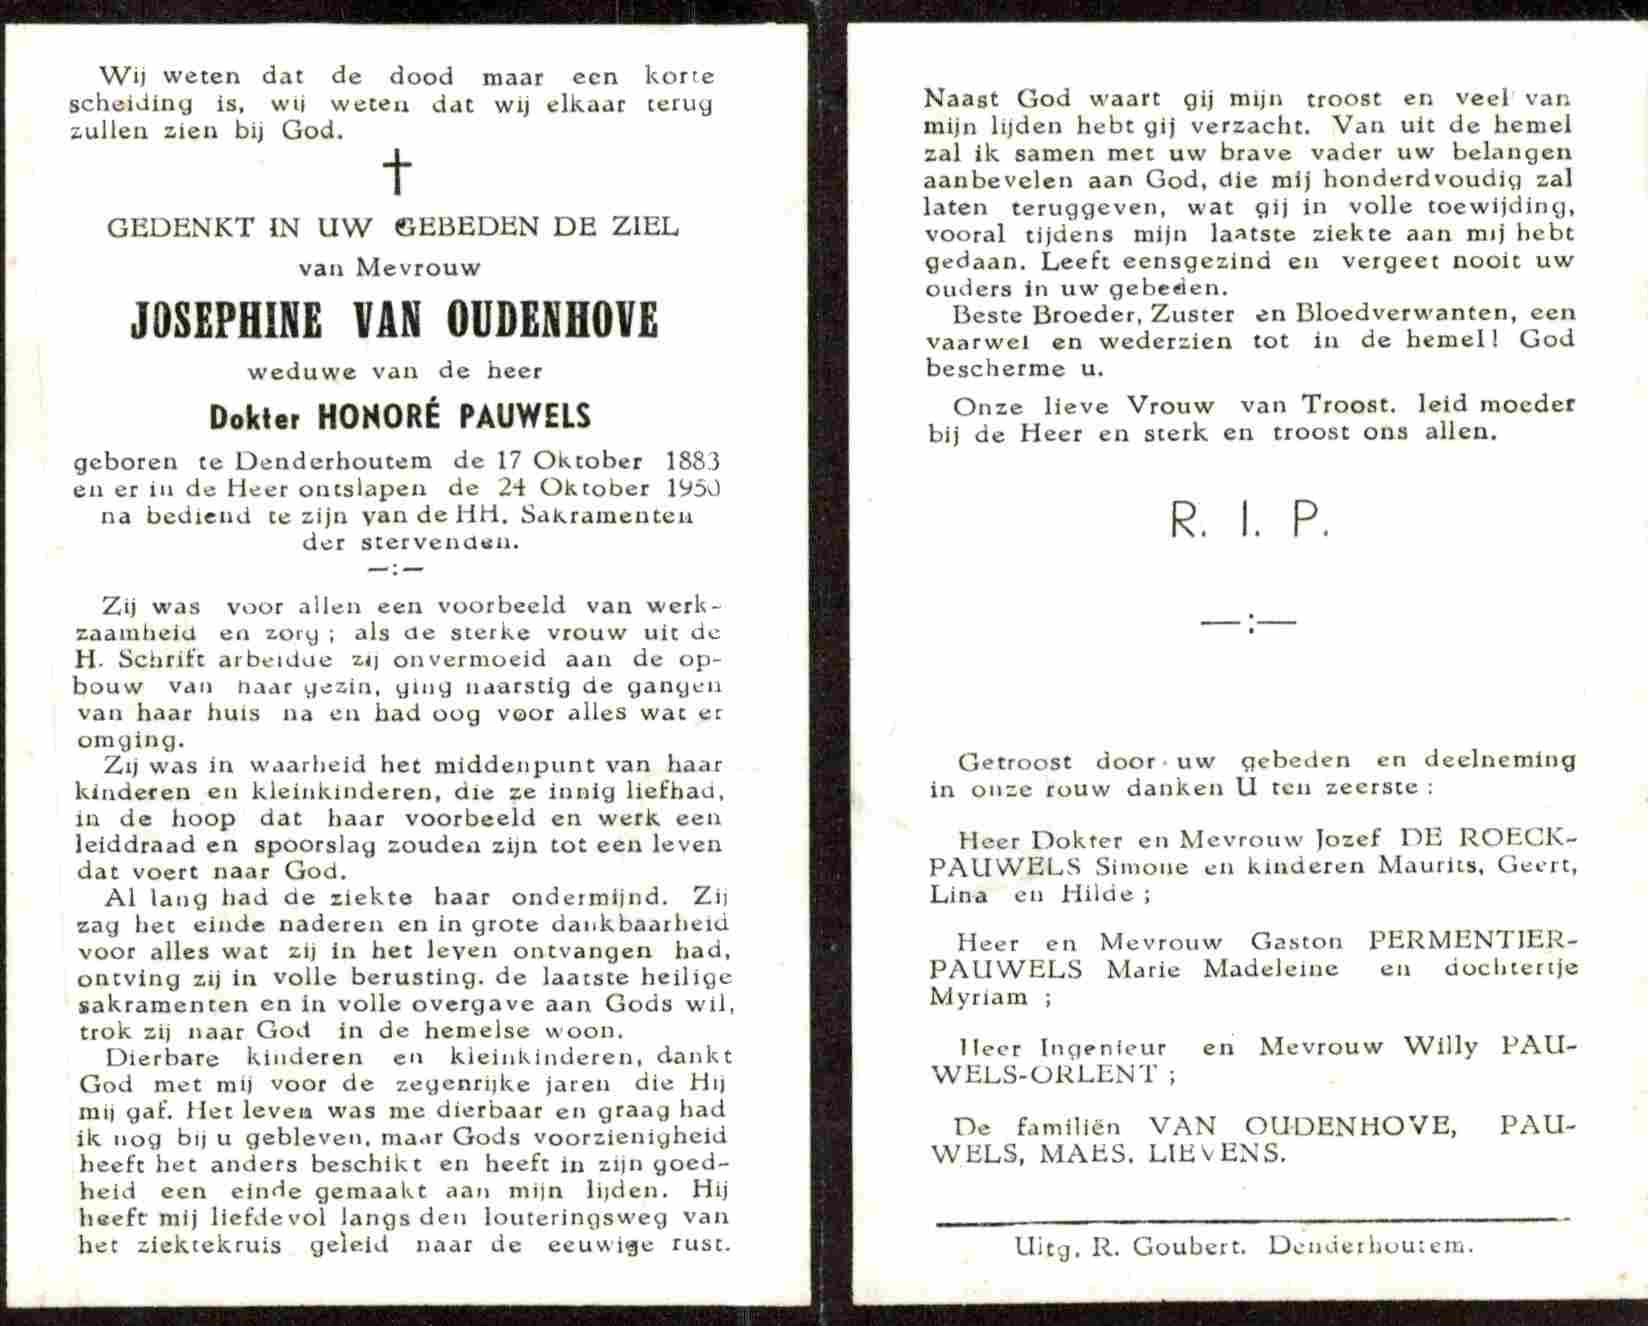 Wij weten dat de dood maar een korte
scheiding is, wij weten dat wij elkaar terug
zullen zien bij God.
GEDENKT IN UW GEBEDEN DE ZIEL
van Mevrouw
JOSEPHINE VAN OUDENHOVE
weduwe van de heer
Dokter HONORÉ PAUWELS
geboren te Denderhoutem de 17 Oktober 1883
en er in de Heer ontslapen de 24 Oktober 1950
na bediend te zijn van de HH. Sakramenten
der stervenden.
—:—
Zij was voor allen een voorbeeld van werk-
zaamheid en zorg ; als de sterke vrouw uit de
H. Schrift arbeidde zij onvermoeid aan de op-
bouw van haar gezin, ging naarstig de gangen
van haar huis na en had oog voor alles wat er
omging.
Zij was in waarheid het middenpunt van haar
kinderen en kleinkinderen, die ze innig liefhad,
in de hoop dat haar voorbeeld en werk een
leiddraad en spoorslag zouden zijn tot een leven
dat voert naar God.
Al lang had de ziekte haar ondermijnd. Zij
zag het einde naderen en in grote dankbaarheid
voor alles wat zij in het leven ontvangen had,
ontving zij in volle berusting. de laatste heilige
sakramenten en in volle overgave aan Gods wil,
trok zij naar God in de hemelse woon.
Dierbare kinderen en kleinkinderen, dankt
God met mij voor de zegenrijke jaren die Hij
mij gaf. Het leven was me dierbaar en graag had
ik nog bij u gebleven, maar Gods voorzienigheid
heeft het anders beschikt en heeft in zijn goed-
heid een einde gemaakt aan mijn lijden. Hij
heeft mij liefdevol langs den louteringsweg van
het ziektekruis geleid naar de eeuwige rust.
Naast God waart gij mijn troost en veel van
mijn lijden hebt gij verzacht. Van uit de hemel
zal ik samen met uw brave vader uw belangen
aanbevelen aan God, die mij honderdvoudig zal
laten teruggeven, wat gij in volle toewijding,
vooral tijdens mijn laatste ziekte aan mij hebt
gedaan. Leeft eensgezind en vergeet nooit uw
ouders in uw gebeden.
Beste Broeder, Zuster en Bloedverwanten, een
vaarwel en wederzien tot in de hemel! God
bescherme u.
Onze lieve Vrouw van Troost. leid moeder
bij de Heer en sterk en troost ons allen.
R. I. P.
—:—
Getroost door uw gebeden en deelneming
in onze rouw danken U ten zeerste :
Heer Dokter en Mevrouw Jozef DE ROECK-
PAUWELS Simone en kinderen Maurits, Geert,
Lina en Hilde ;
Heer en Mevrouw Gaston PERMENTIER-
PAUWELS Marie Madeleine en dochtertje
Myriam ;
Heer Ingenieur en Mevrouw Willy PAU-
WELS-ORLENT ;
De familiën VAN OUDENHOVE, PAU-
WELS, MAES, LIEVENS.
Uitg. R. Goubert. Denderhoutem.